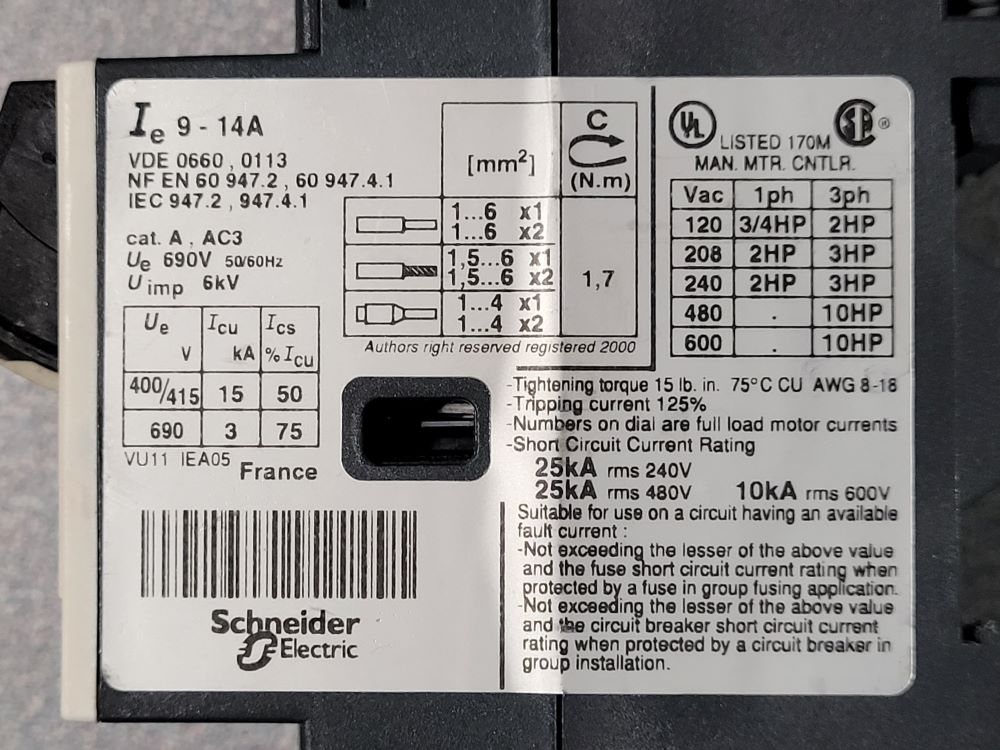 Ie 9 - 14A
VDE 0660 , 0113
NF EN 60 947.2 , 60 947.4.1
IEC 947.2 , 947.4.1
cat. A , AC3
Ue 690V 50/60Hz
Uimp 6kV
Ue V Icu kA Ics % Icu
400/415 15 50
690 3 75
VU11 IEA05
France
[mm²] C (N.m)
1...6 x1
1...6 x2
1,5...6 x1
1,5...6 x2
1,7
1...4 x1
1...4 x2
Authors right reserved registered 2000
UL LISTED 170M SA ®
MAN. MTR. CNTLR.
Vac 1ph 3ph
120 3/4HP 2HP
208 2HP 3HP
240 2HP 3HP
480 . 10HP
600 . 10HP
-Tightening torque 15 lb. in. 75°C CU AWG 8-18
-Tripping current 125%
-Numbers on dial are full load motor currents
-Short Circuit Current Rating
25kA rms 240V
25kA rms 480V 10kA rms 600V
Suitable for use on a circuit having an available
fault current :
-Not exceeding the lesser of the above value
and the fuse short circuit current rating when
protected by a fuse in group fusing application.
-Not exceeding the lesser of the above value
and the circuit breaker short circuit current
rating when protected by a circuit breaker in
group installation.
Schneider
Electric